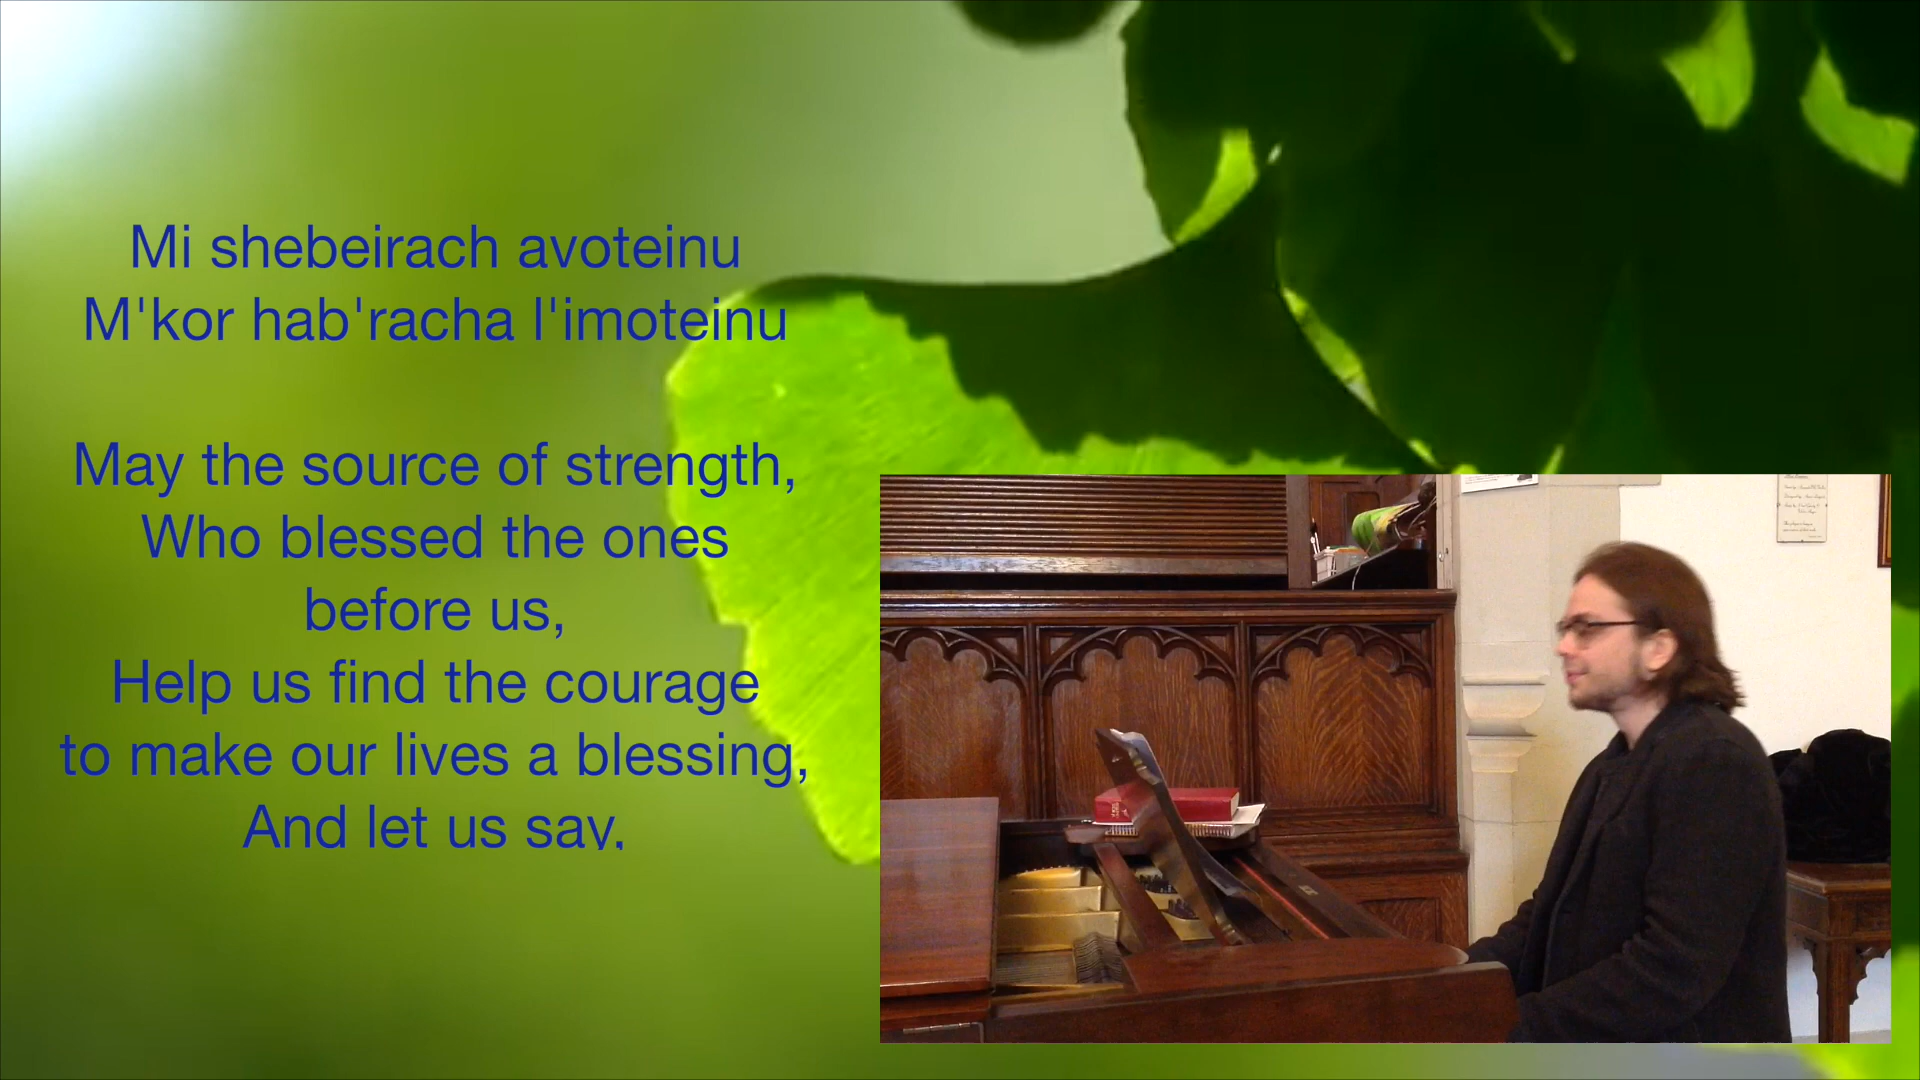 Mi shebeirach avoteinu
M'kor hab'racha l'imoteinu
May the source of strength,
Who blessed the ones
before us,
Help us find the courage
to make our lives a blessing,
And let us say,